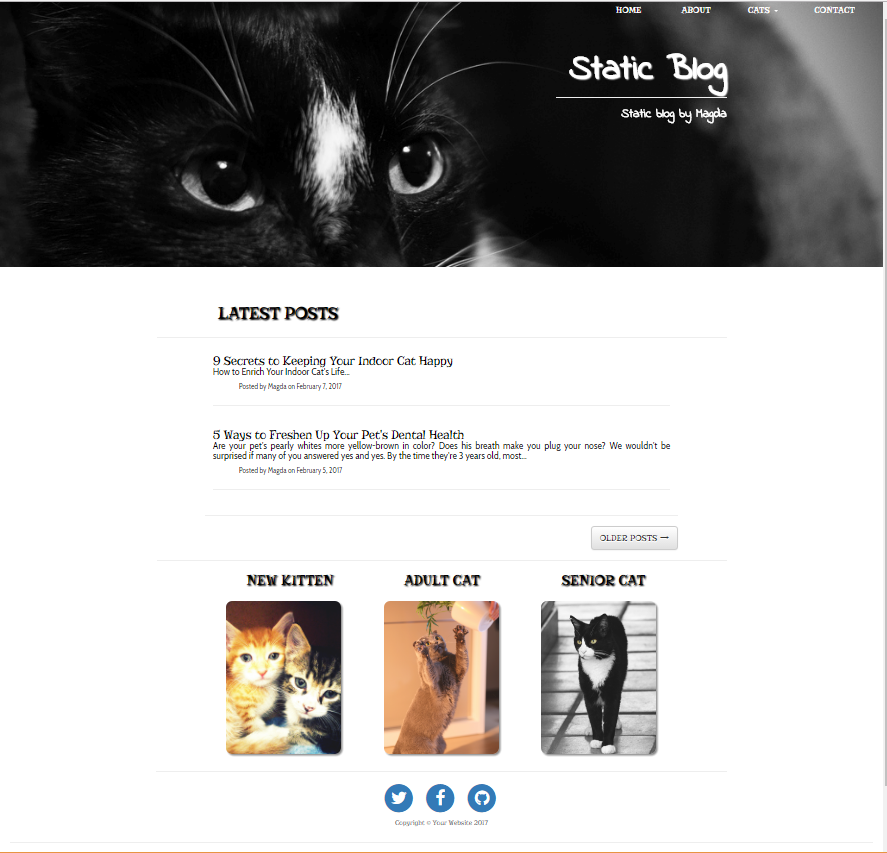 HOME ABOUT CATS CONTACT
Static Blog
Static blog by Magda
LATEST POSTS
9 Secrets to Keeping Your Indoor Cat Happy
How to Enrich Your Indoor Cat's Life...
Posted by Magda on February 7, 2017
5 Ways to Freshen Up Your Pet's Dental Health
Are your pet's pearly whites more yellow-brown in color? Does his breath make you plug your nose? We wouldn't be
surprised if many of you answered yes and yes. By the time they're 3 years old, most...
Posted by Magda on February 5, 2017
OLDER POSTS →
NEW KITTEN ADULT CAT SENIOR CAT
Copyright © Your Website 2017